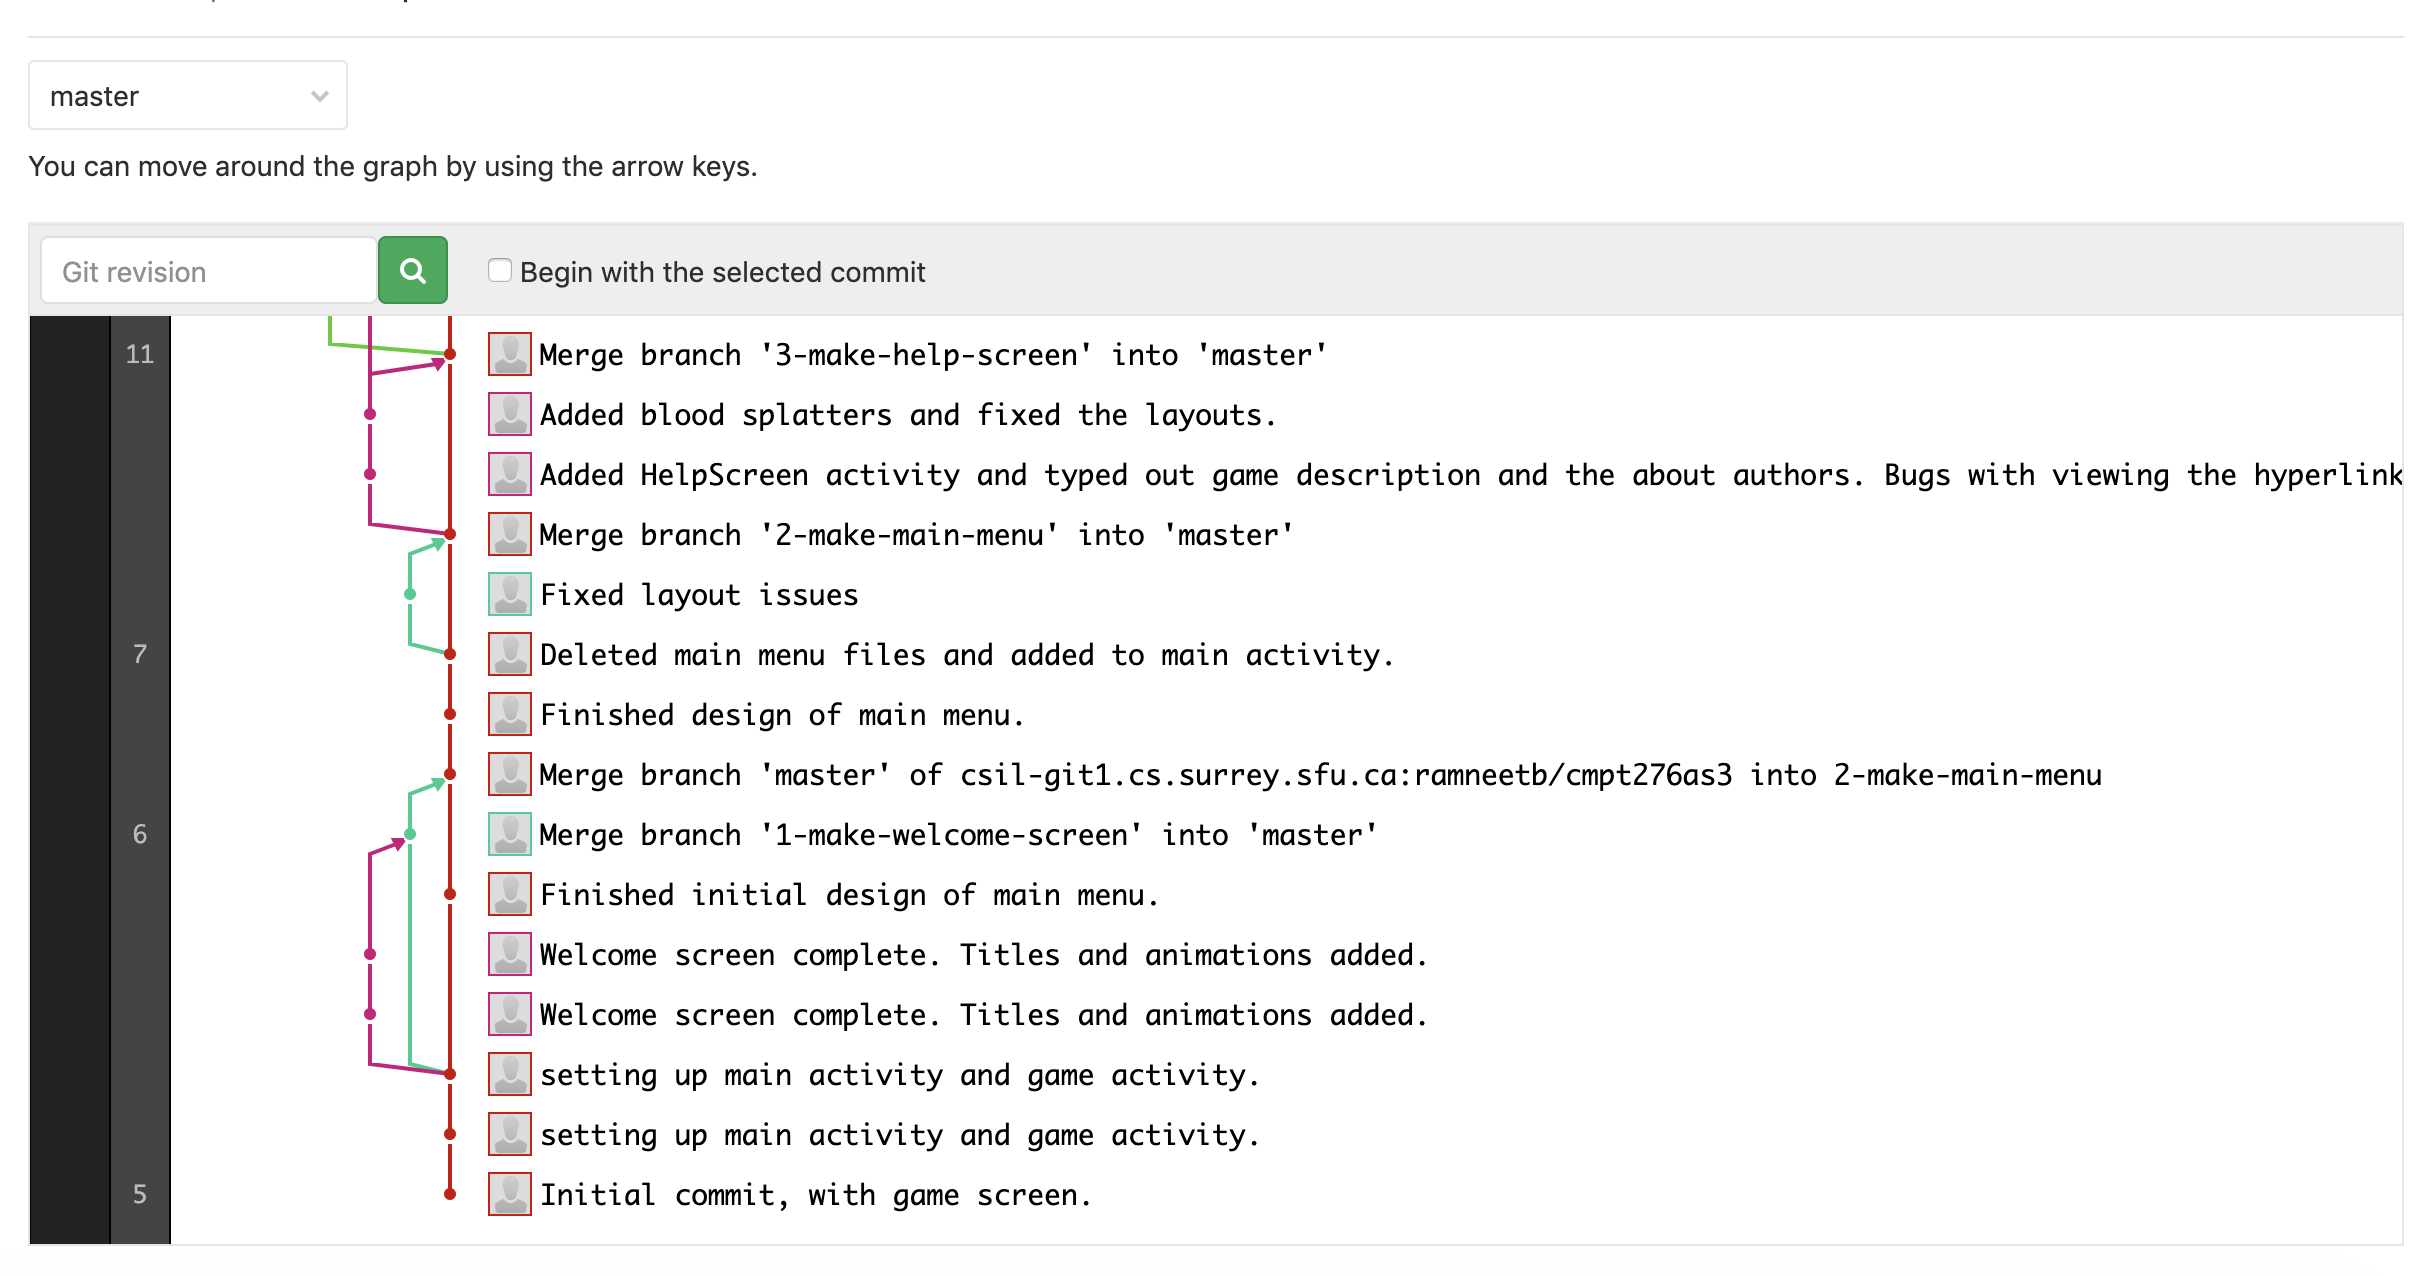 master
You can move around the graph by using the arrow keys.
Git revision
Begin with the selected commit
11
Merge branch '3-make-help-screen' into 'master'
Added blood splatters and fixed the layouts.
Added HelpScreen activity and typed out game description and the about authors. Bugs with viewing the hyperlink
Merge branch '2-make-main-menu' into 'master'
Fixed layout issues
7
Deleted main menu files and added to main activity.
Finished design of main menu.
Merge branch 'master' of csil-git1.cs.surrey.sfu.ca:ramneetb/cmpt276as3 into 2-make-main-menu
6
Merge branch '1-make-welcome-screen' into 'master'
Finished initial design of main menu.
Welcome screen complete. Titles and animations added.
Welcome screen complete. Titles and animations added.
setting up main activity and game activity.
setting up main activity and game activity.
5
Initial commit, with game screen.